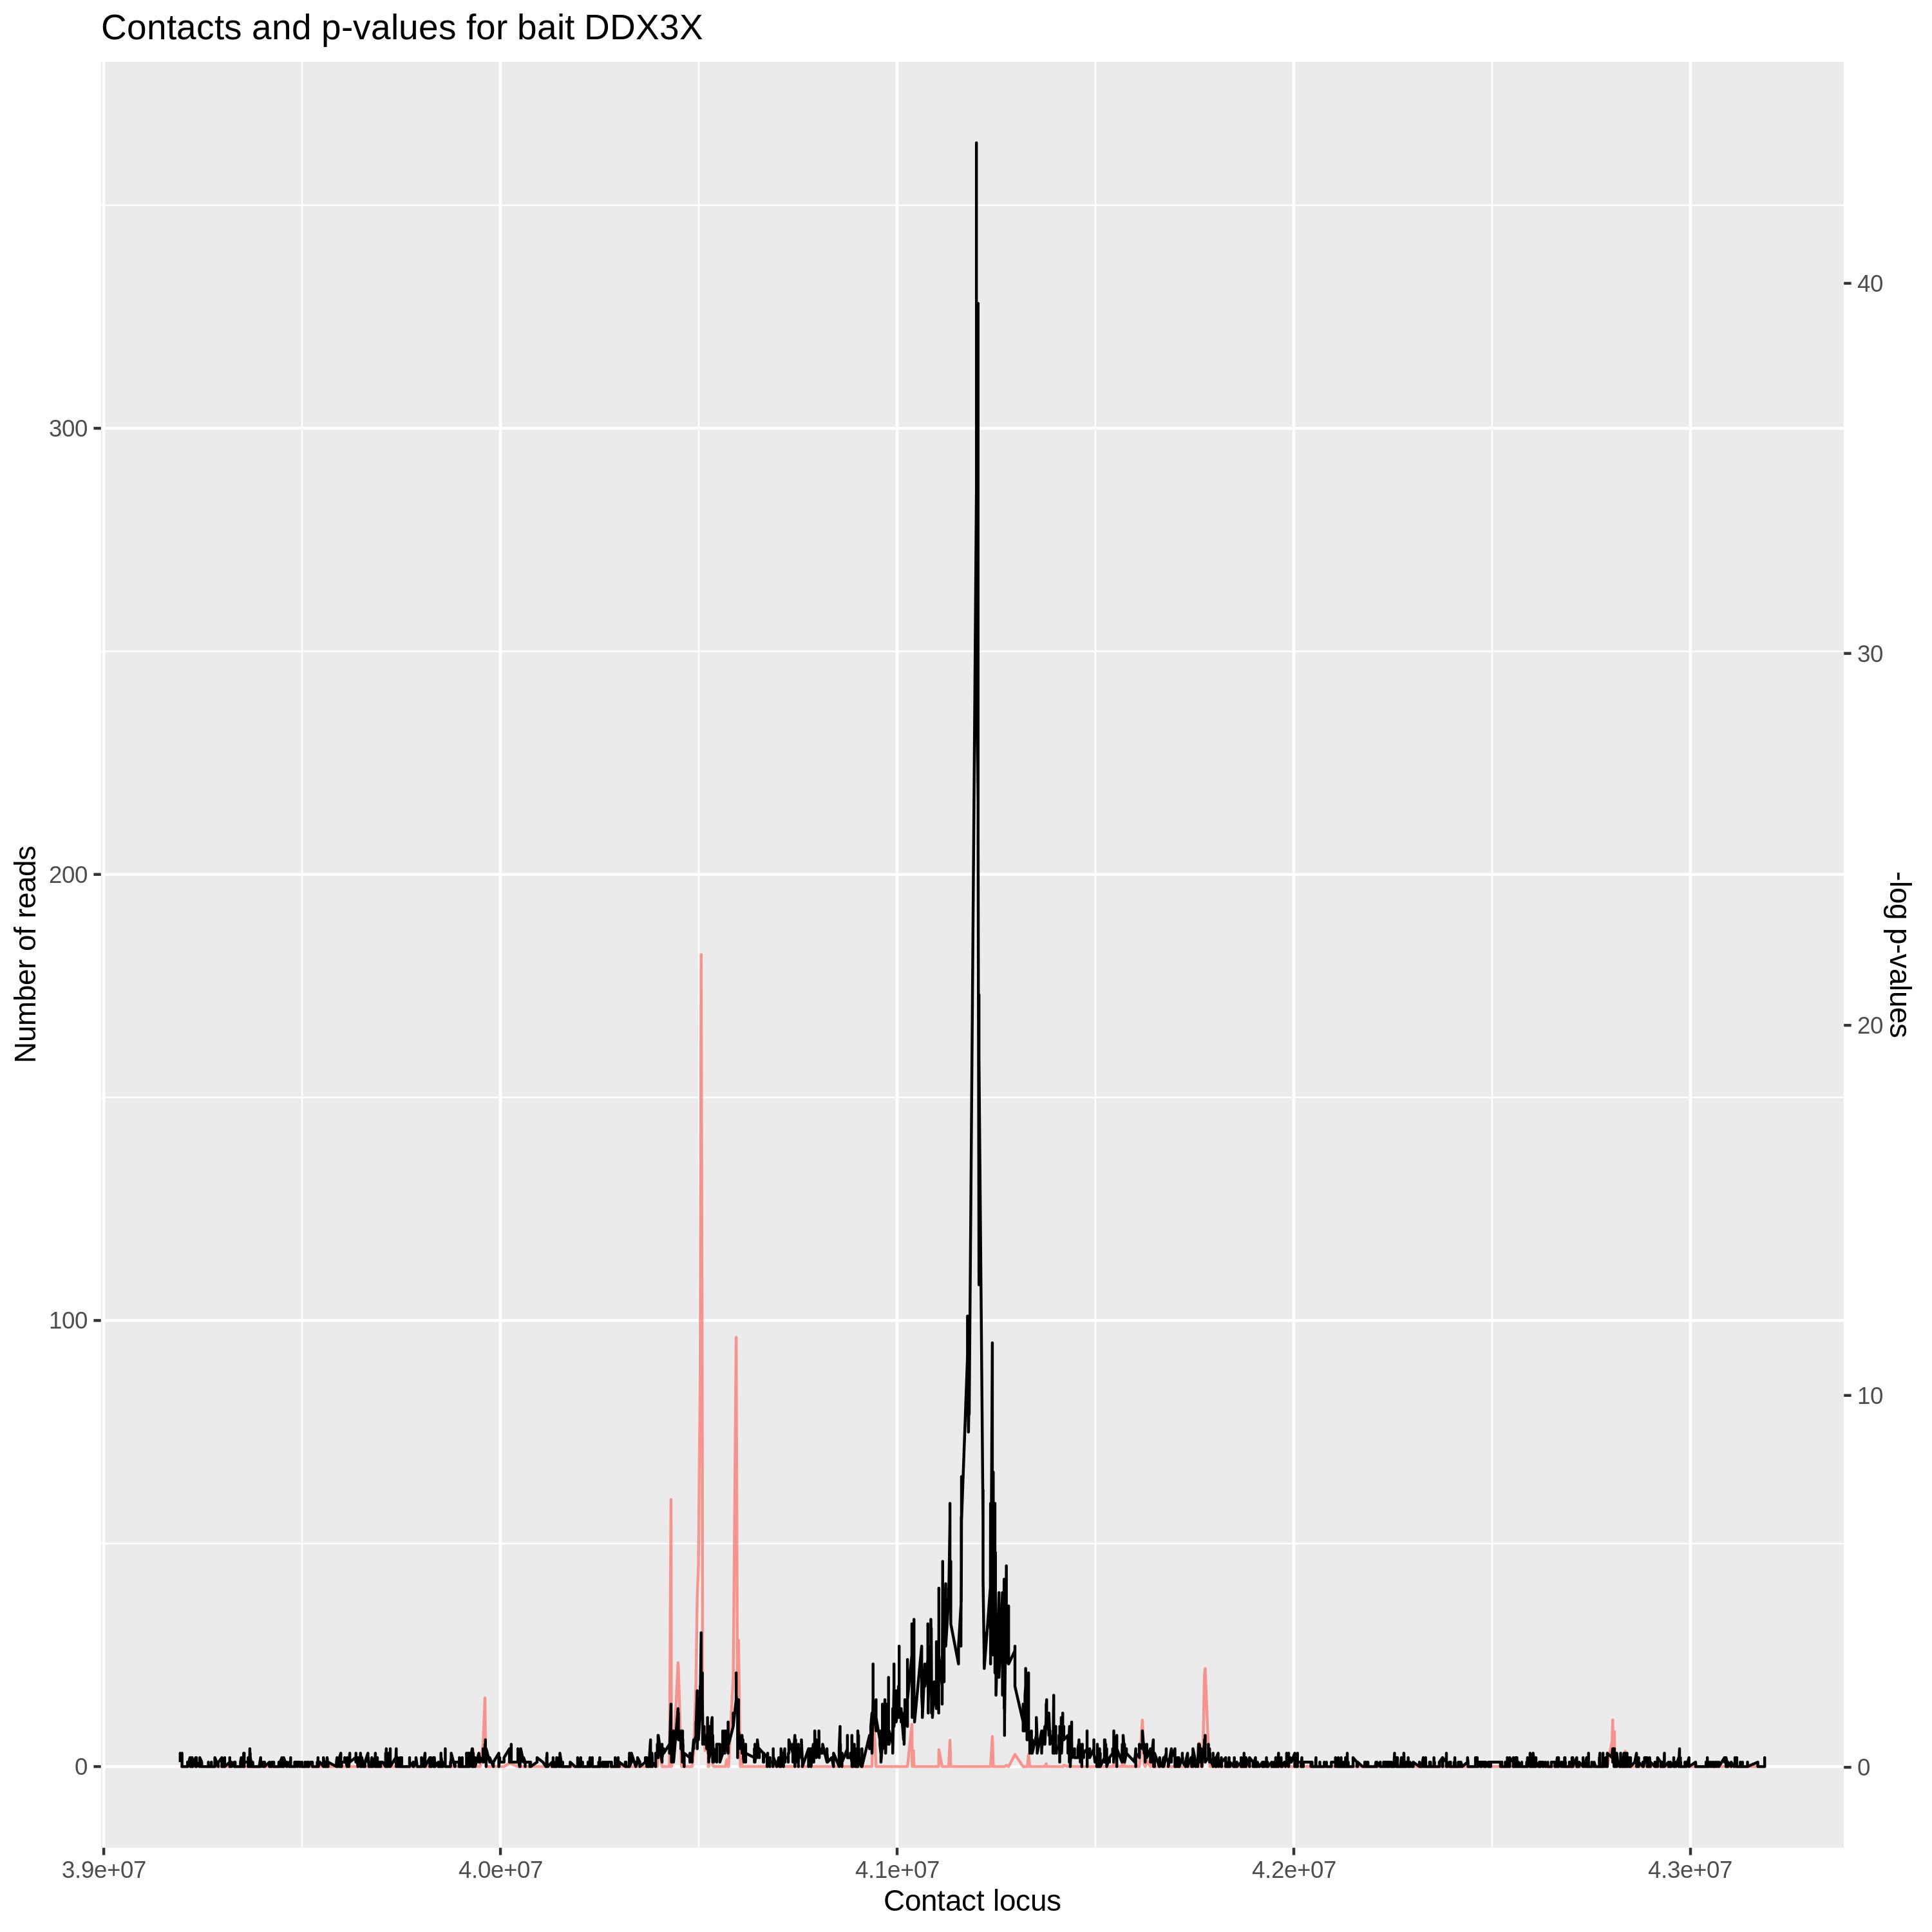 Contacts and p-values for bait DDX3X
Number of reads
300
200
100
0
40
30
20
10
0
-log p-values
3.9e+07
4.0e+07
4.1e+07
4.2e+07
4.3e+07
Contact locus